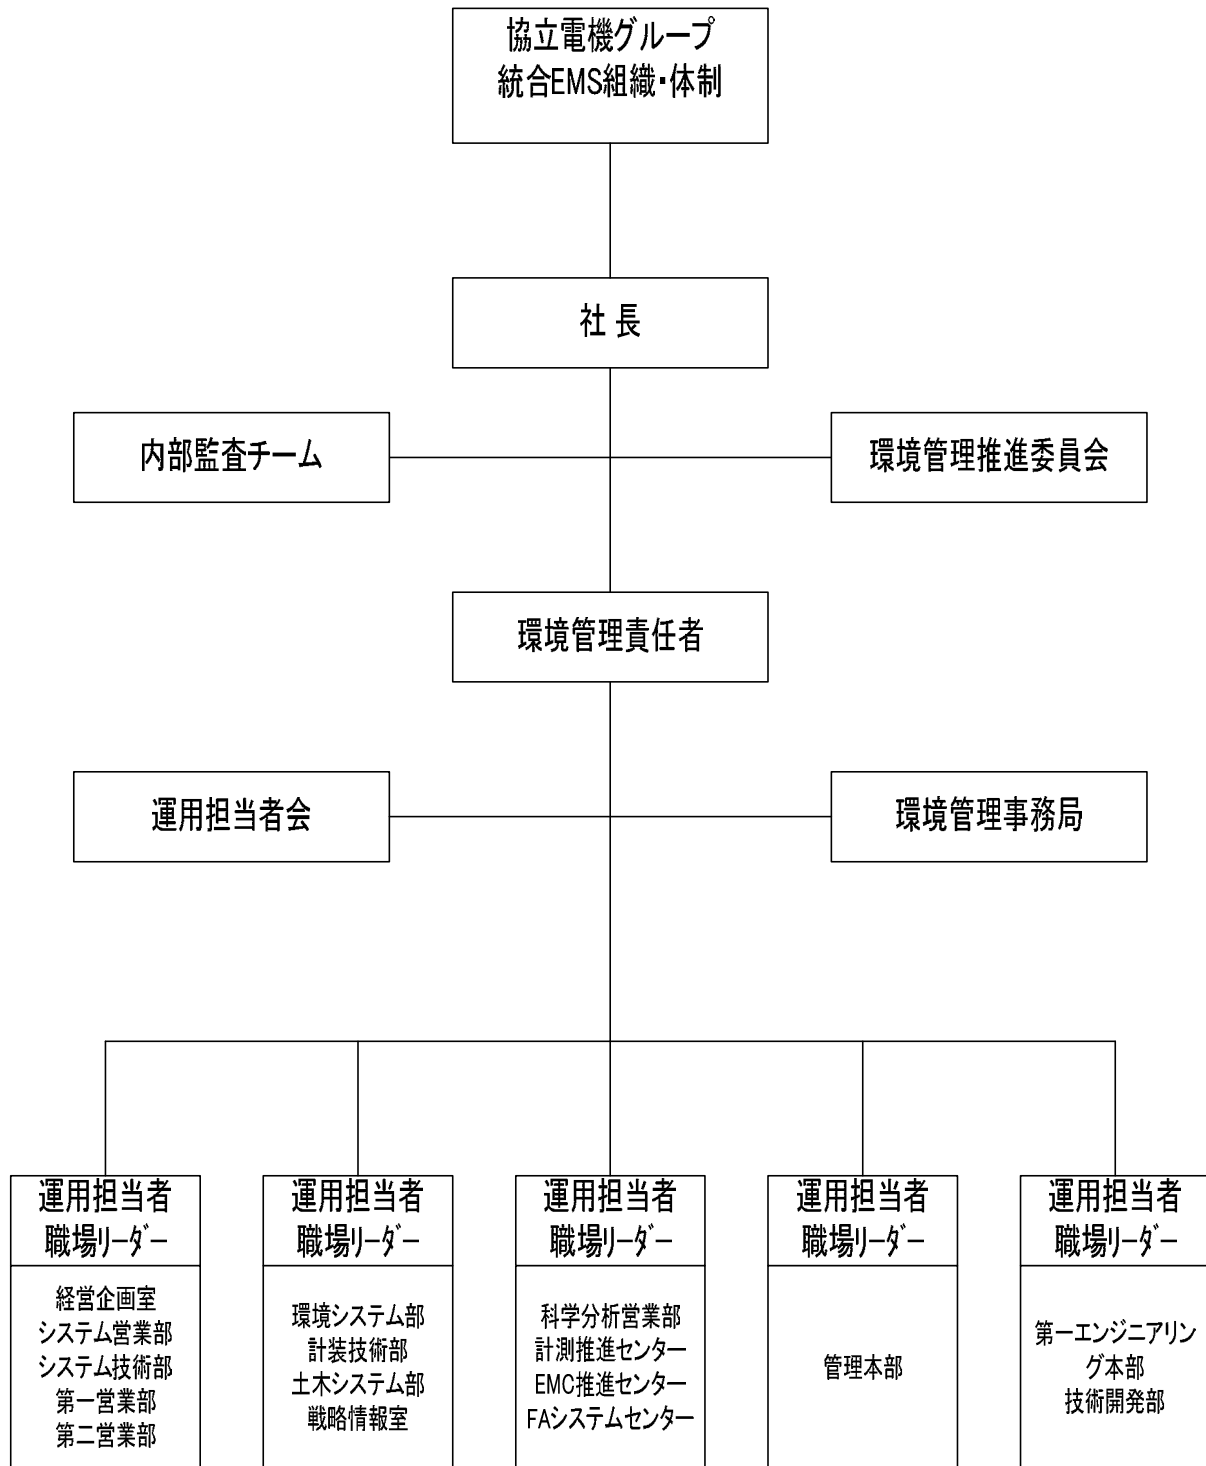 協立電機グループ
統合EMS組織・体制
社 長
内部監査チーム
環境管理推進委員会
環境管理責任者
運用担当者会
環境管理事務局
運用担当者
職場リーダー
経営企画室
システム営業部
システム技術部
第一営業部
第二営業部
運用担当者
職場リーダー
環境システム部
計装技術部
土木システム部
戦略情報室
運用担当者
職場リーダー
科学分析営業部
計測推進センター
EMC推進センター
FAシステムセンター
運用担当者
職場リーダー
管理本部
運用担当者
職場リーダー
第一エンジニアリン
グ本部
技術開発部